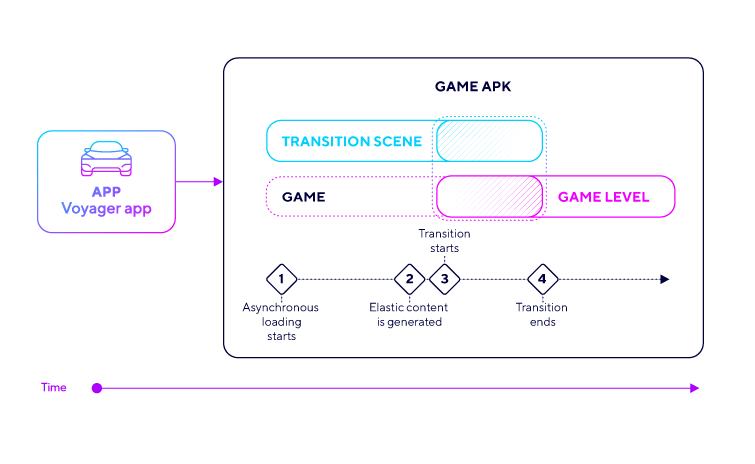 GAME APK
TRANSITION SCENE
APP
Voyager app
GAME
GAME LEVEL
Transition
starts
1
2
3
4
Asynchronous
loading
starts
Elastic content
is generated
Transition
ends
Time